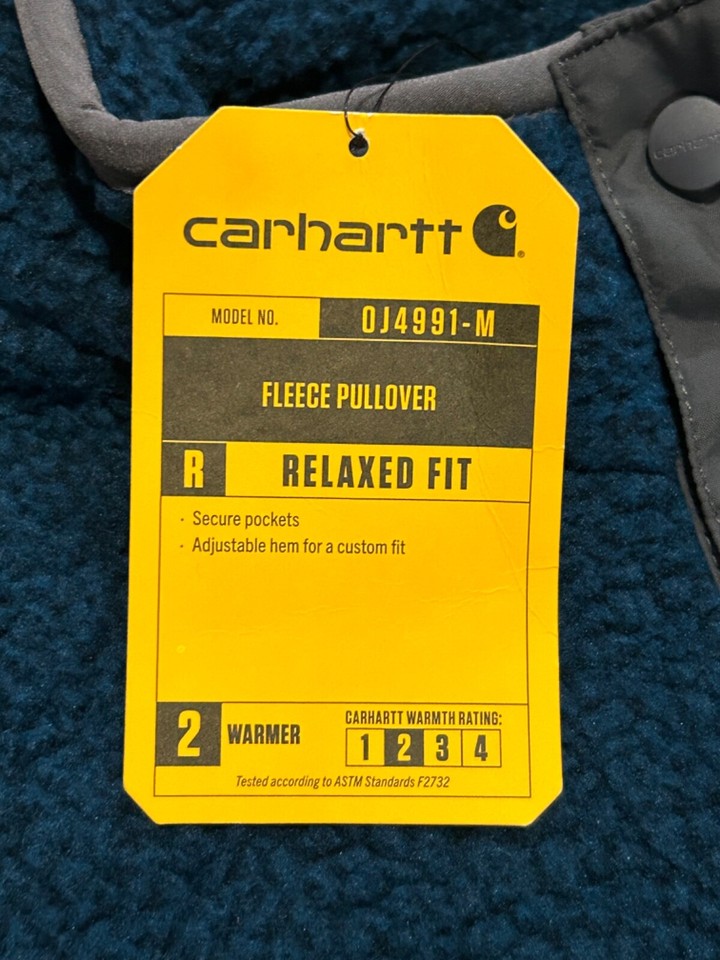 carhartt
carhartt
MODEL NO. 0J4991-M
FLEECE PULLOVER
R RELAXED FIT
· Secure pockets
· Adjustable hem for a custom fit
2 WARMER
CARHARTT WARMTH RATING:
1 2 3 4
Tested according to ASTM Standards F2732